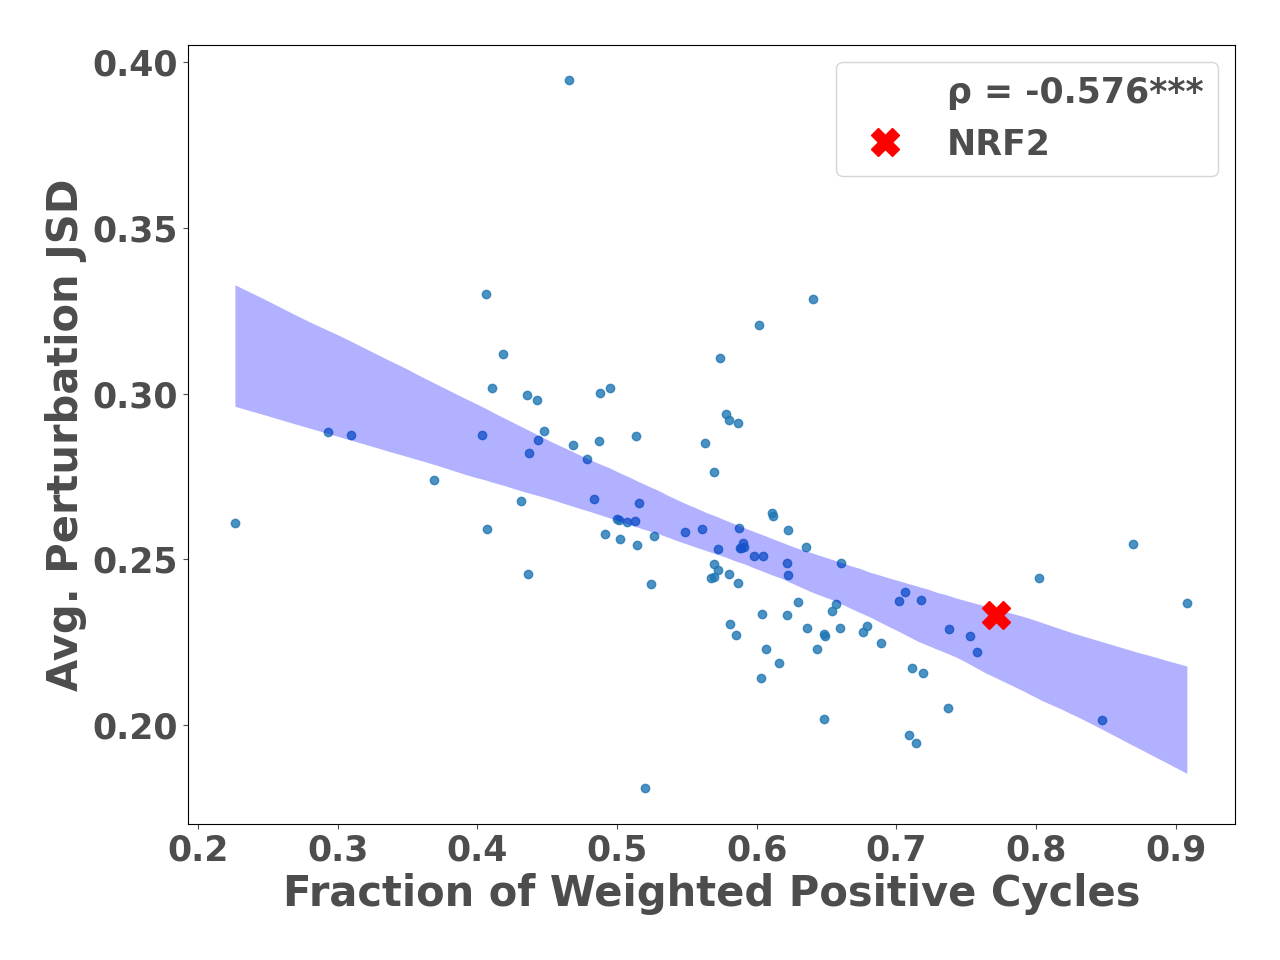 ρ = -0.576***
NRF2
Avg. Perturbation JSD
0.40
0.35
0.30
0.25
0.20
0.2 0.3 0.4 0.5 0.6 0.7 0.8 0.9
Fraction of Weighted Positive Cycles